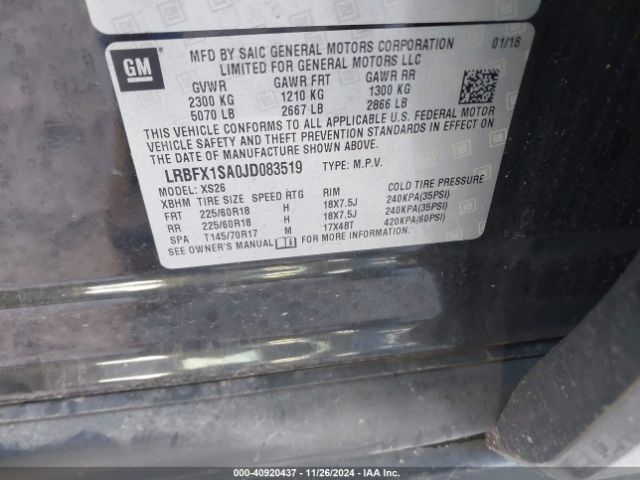 GM
MFD BY SAIC GENERAL MOTORS CORPORATION 01/18
LIMITED FOR GENERAL MOTORS LLC
GVWR GAWR FRT GAWR RR
2300 KG 1210 KG 1300 KG
5070 LB 2667 LB 2866 LB
THIS VEHICLE CONFORMS TO ALL APPLICABLE U.S. FEDERAL MOTOR
VEHICLE SAFETY AND THEFT PREVENTION STANDARDS IN EFFECT ON
THE DATE OF MANUFACTURE SHOWN ABOVE.
LRBFX1SA0JD083519 TYPE: M.P.V.
MODEL: XS26
XBHM TIRE SIZE SPEED RTG RIM COLD TIRE PRESSURE
FRT 225/60R18 H 18X7.5J 240KPA(35PSI)
RR 225/60R18 H 18X7.5J 240KPA(35PSI)
SPA T145/70R17 M 17X4BT 420KPA(60PSI)
SEE OWNER'S MANUAL FOR MORE INFORMATION.
000-40920437 - 11/26/2024 - IAAI.COM